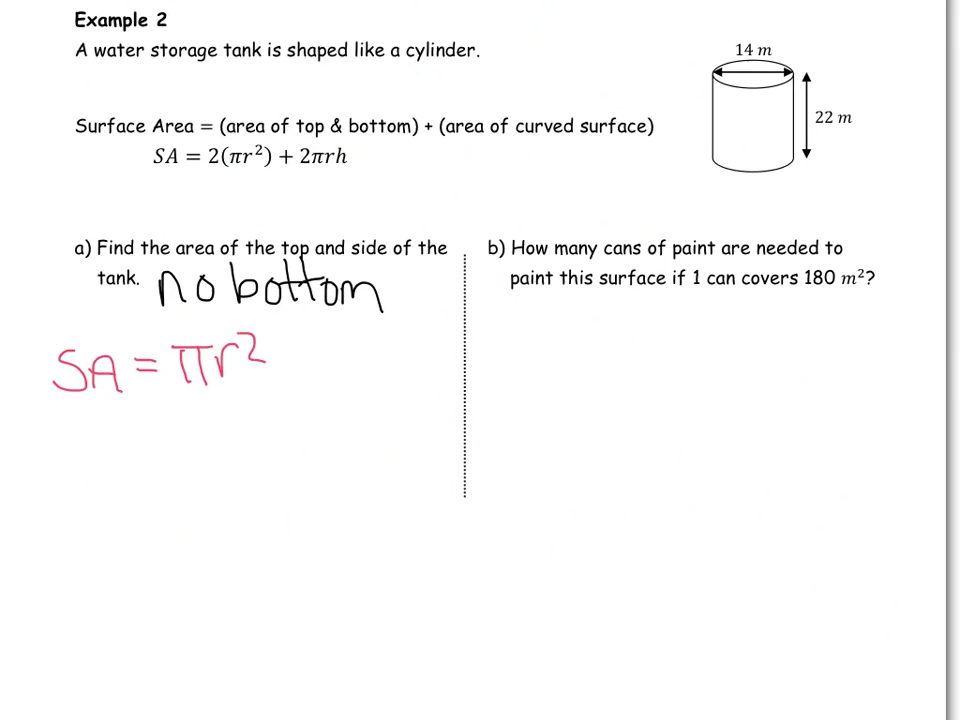 Example 2
A water storage tank is shaped like a cylinder.
14 m
22 m
Surface Area = (area of top & bottom) + (area of curved surface)
SA = 2(πr²) + 2πrh
a) Find the area of the top and side of the
tank. no bottom
SA = πr²
b) How many cans of paint are needed to
paint this surface if 1 can covers 180 m²?